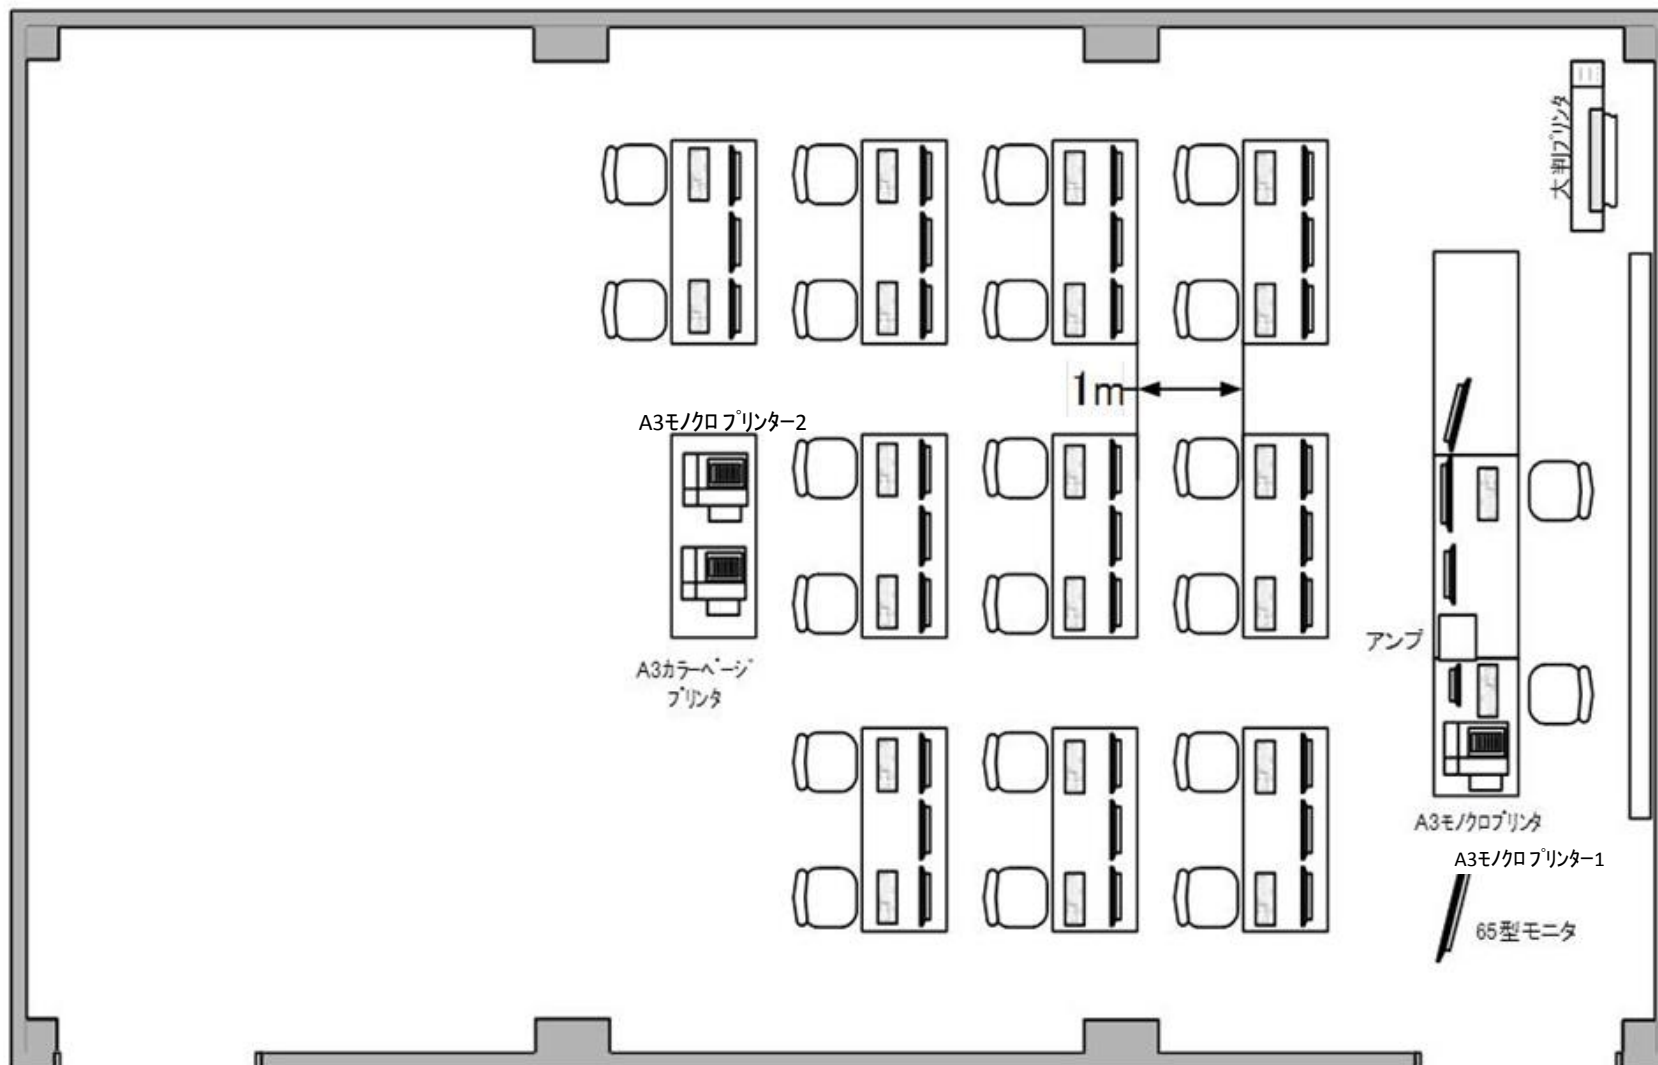 大判プリンタ
1m
A3モノクロプリンター2
アンプ
A3カラーページ
プリンタ
A3モノクロプリンタ
A3モノクロプリンター1
65型モニタ